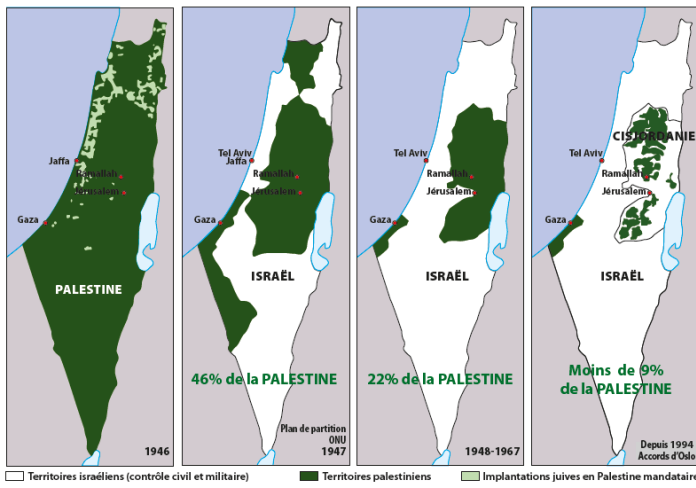 Jaffa
Ramallah
Jérusalem
Gaza
PALESTINE
1946
Tel Aviv
Jaffa
Ramallah
Jérusalem
Gaza
ISRAËL
46% de la PALESTINE
Plan de partition
ONU
1947
Tel Aviv
Ramallah
Jérusalem
Gaza
ISRAËL
22% de la PALESTINE
1948-1967
CISJORDANIE
Tel Aviv
Ramallah
Jérusalem
Gaza
ISRAËL
Moins de 9%
de la PALESTINE
Depuis 1994
Accords d'Oslo
Territoires israéliens (contrôle civil et militaire)
Territoires palestiniens
Implantations juives en Palestine mandataire